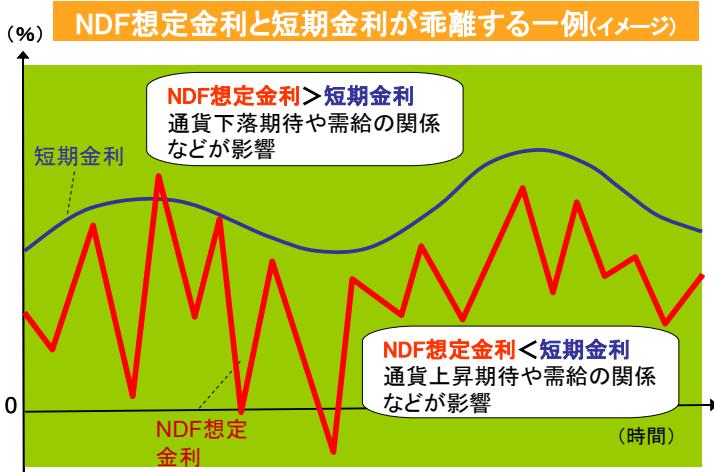 NDF想定金利と短期金利が乖離する一例(イメージ)
(%)
NDF想定金利＞短期金利
通貨下落期待や需給の関係
などが影響
短期金利
NDF想定金利＜短期金利
通貨上昇期待や需給の関係
などが影響
0
NDF想定
金利
(時間)